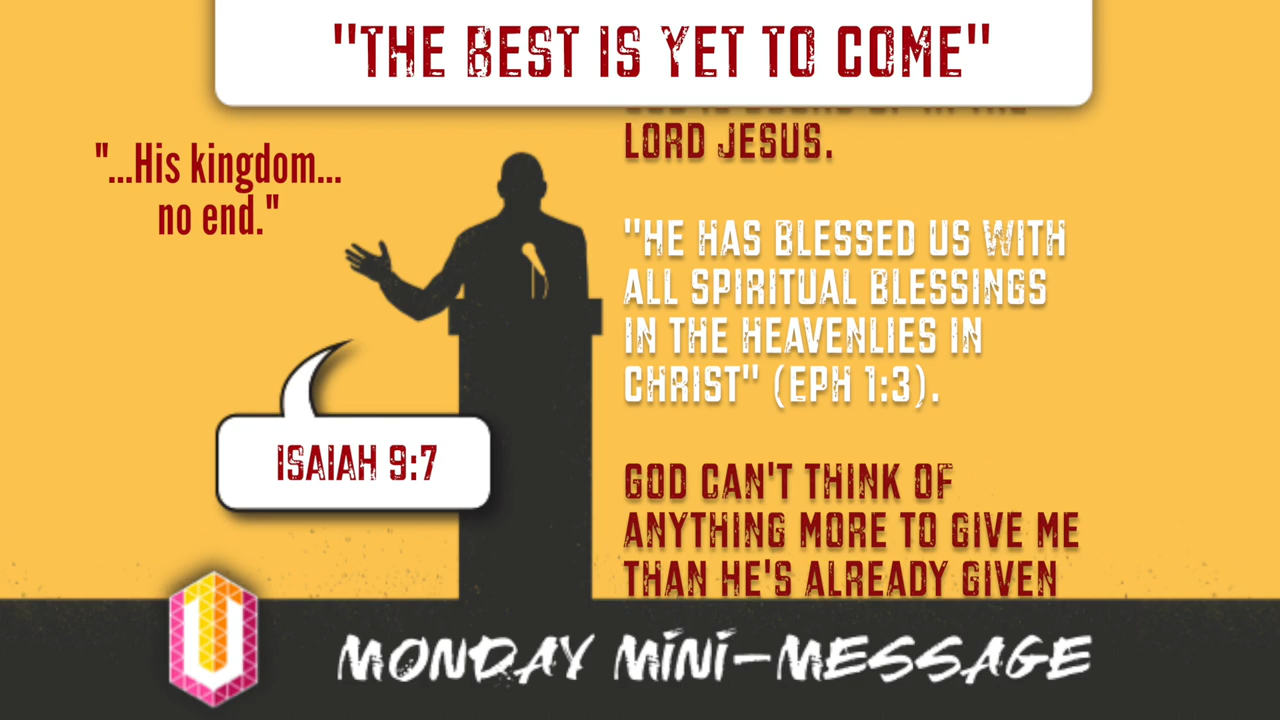 "THE BEST IS YET TO COME"
"...His kingdom...
no end."
ISAIAH 9:7
LORD JESUS.
"HE HAS BLESSED US WITH
ALL SPIRITUAL BLESSINGS
IN THE HEAVENLIES IN
CHRIST" (EPH 1:3).
GOD CAN'T THINK OF
ANYTHING MORE TO GIVE ME
THAN HE'S ALREADY GIVEN
U
MONDAY MINI-MESSAGE